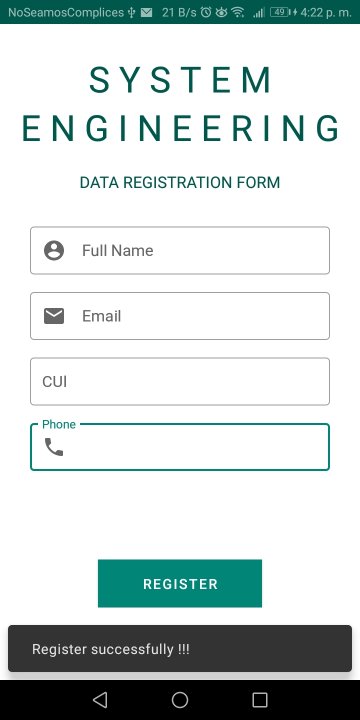 NoSeamosComplices 21 B/s 49 4:22 p. m.
SYSTEM
ENGINEERING
DATA REGISTRATION FORM
Full Name
Email
CUI
Phone
REGISTER
Register successfully !!!